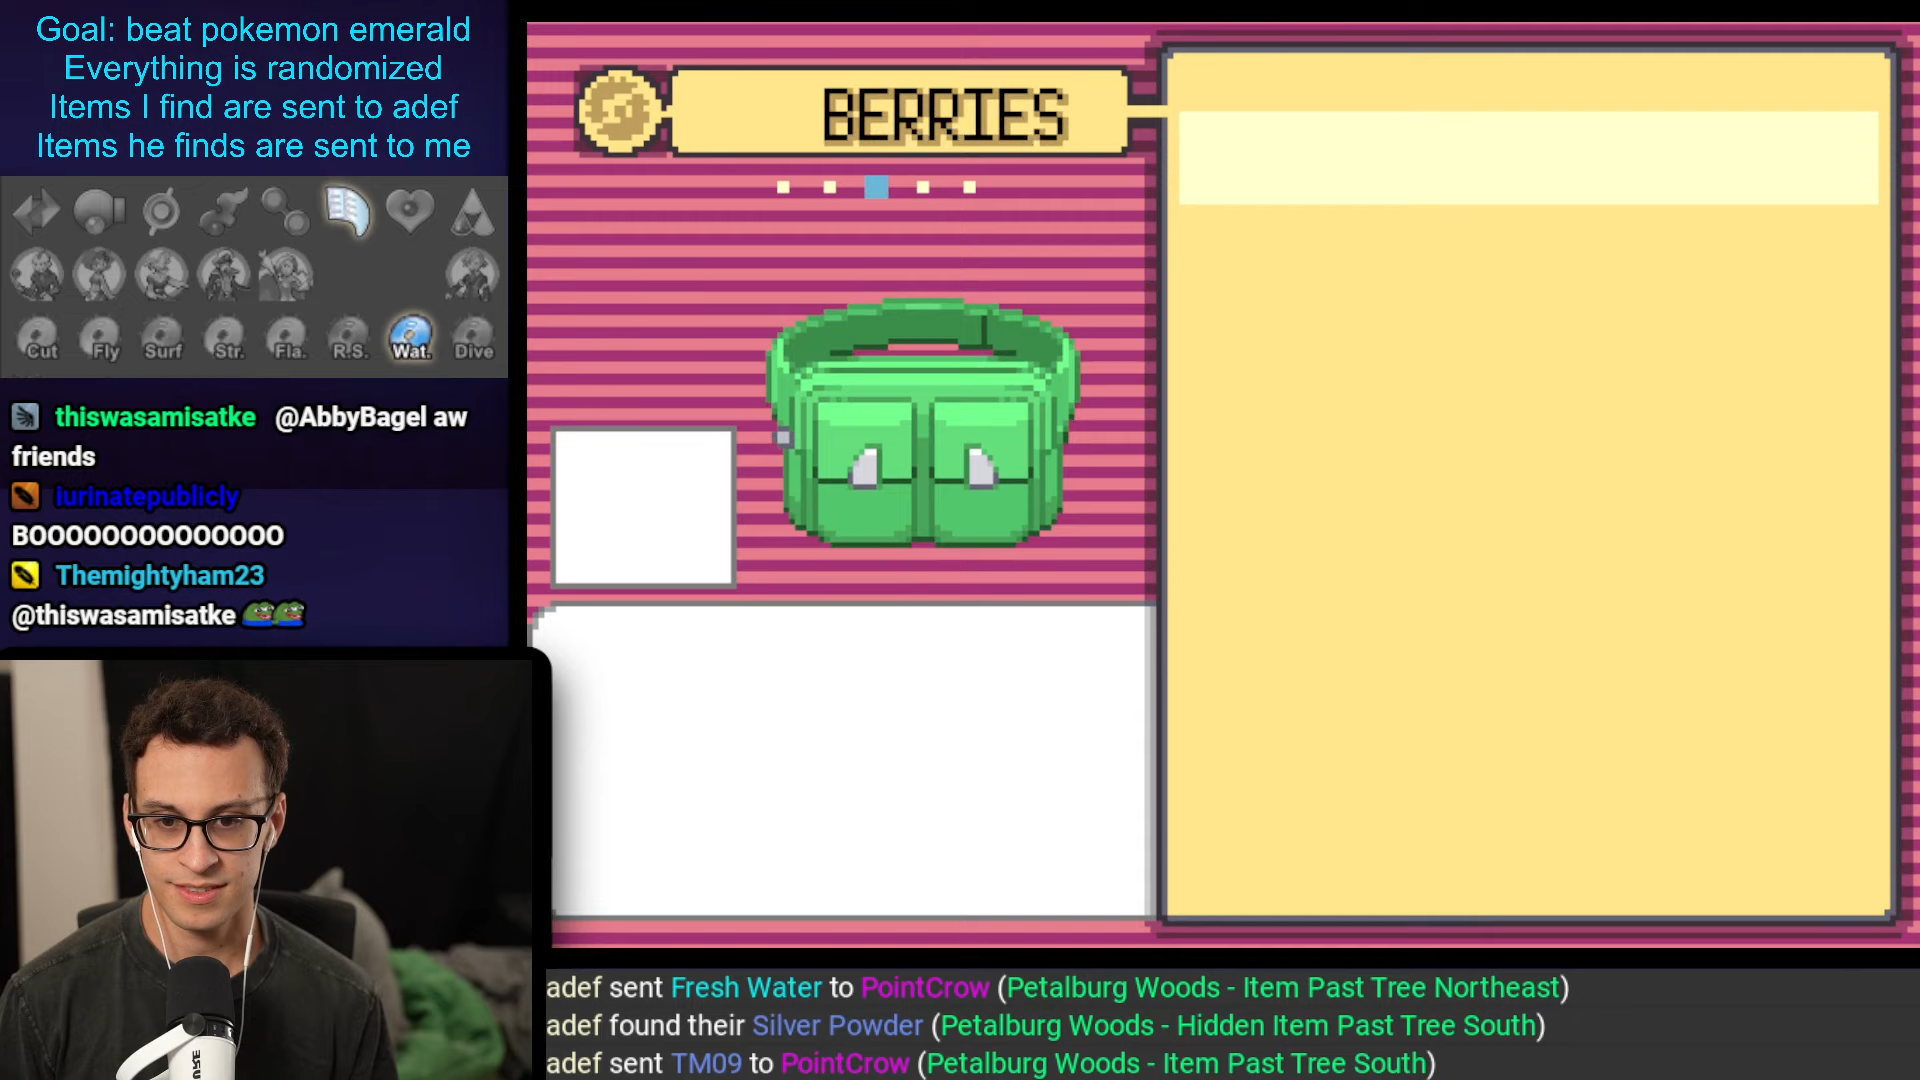 Goal: beat pokemon emerald
Everything is randomized
Items I find are sent to adef
Items he finds are sent to me
Cut Fly Surf Str. Fla. R.S. Wat. Dive
thiswasamisatke @AbbyBagel aw
friends
iurinatepublicly
BOOOOOOOOOOOOOO
Themightyham23
@thiswasamisatke
BERRIES
adef sent Fresh Water to PointCrow (Petalburg Woods - Item Past Tree Northeast)
adef found their Silver Powder (Petalburg Woods - Hidden Item Past Tree South)
adef sent TM09 to PointCrow (Petalburg Woods - Item Past Tree South)